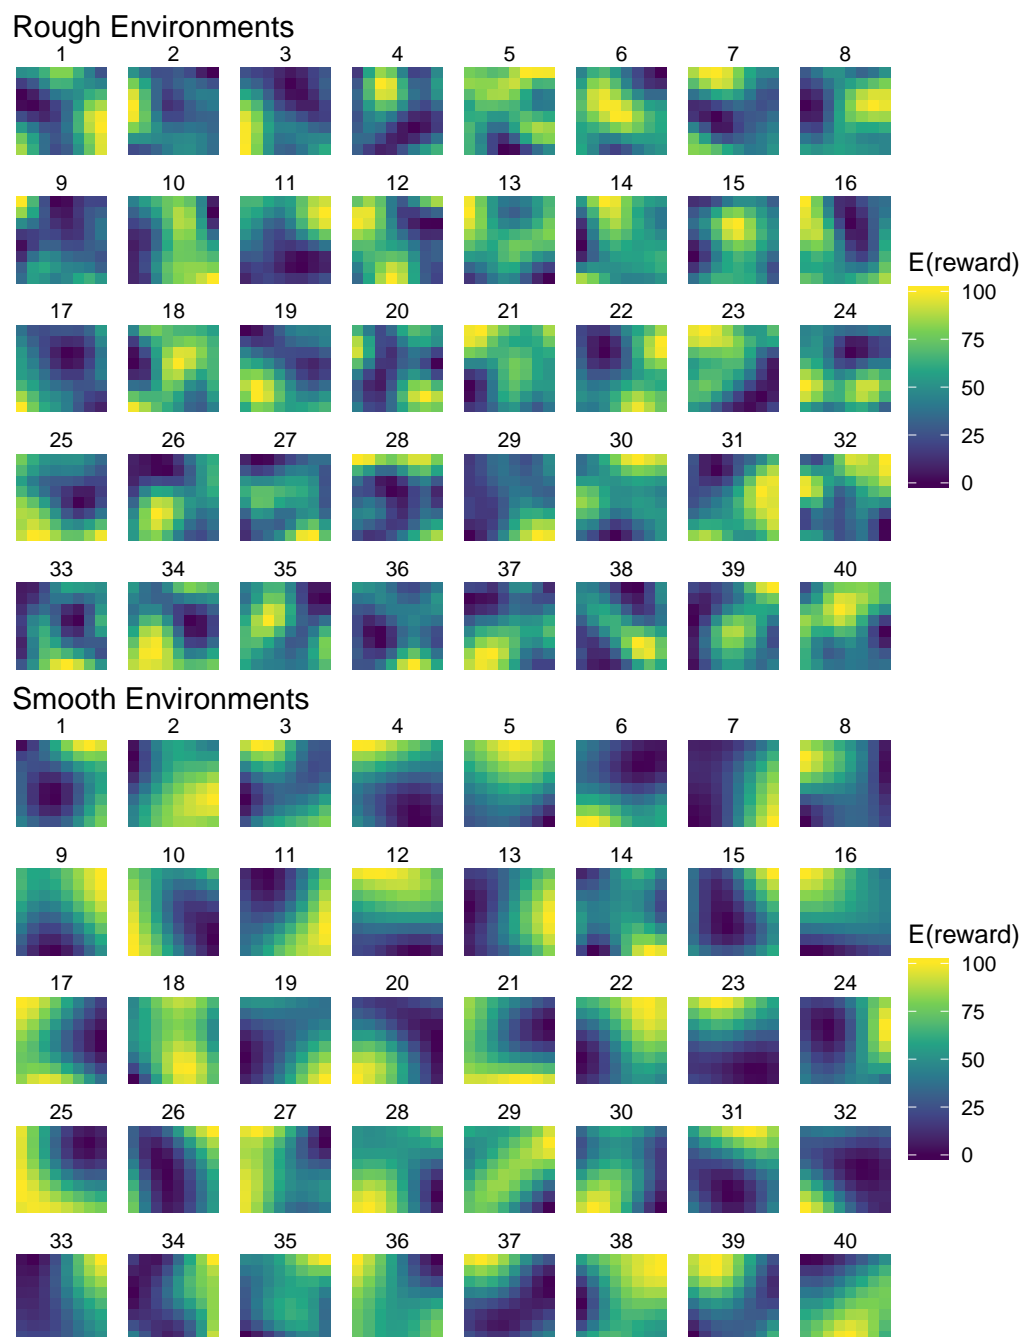 Rough Environments
1 2 3 4 5 6 7 8
9 10 11 12 13 14 15 16
17 18 19 20 21 22 23 24
25 26 27 28 29 30 31 32
33 34 35 36 37 38 39 40
E(reward)
100
75
50
25
0
Smooth Environments
1 2 3 4 5 6 7 8
9 10 11 12 13 14 15 16
17 18 19 20 21 22 23 24
25 26 27 28 29 30 31 32
33 34 35 36 37 38 39 40
E(reward)
100
75
50
25
0